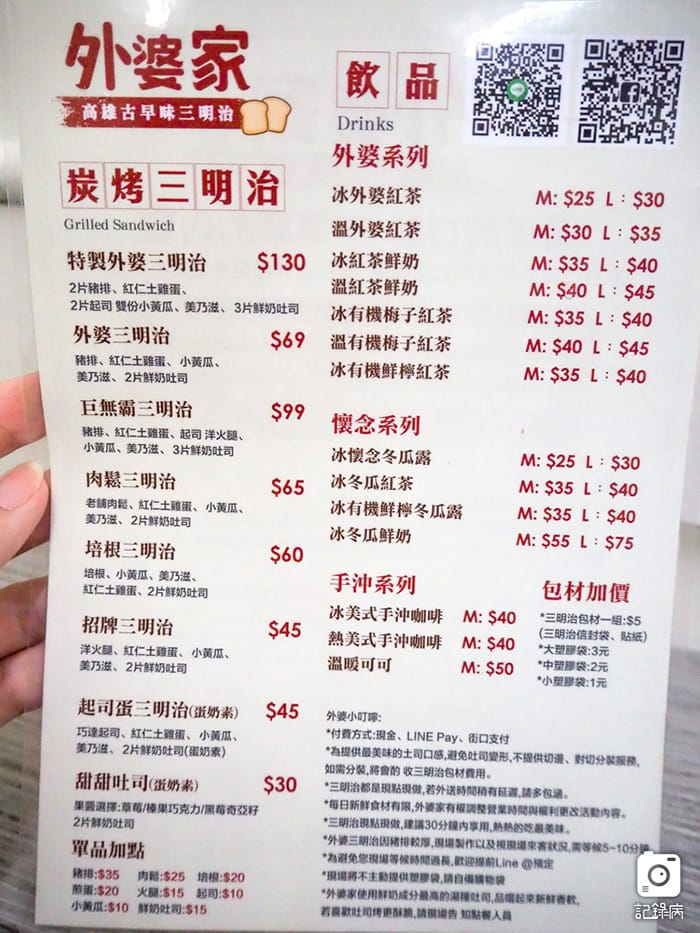 外婆家
高雄古早味三明治
炭烤三明治
Grilled Sandwich
特製外婆三明治 $130
2片豬排、紅仁土雞蛋、
2片起司 雙份小黃瓜、美乃滋、 3片鮮奶吐司
外婆三明治 $69
豬排、紅仁土雞蛋、 小黃瓜、
美乃滋、 2片鮮奶吐司
巨無霸三明治 $99
豬排、紅仁土雞蛋、起司 洋火腿、
小黃瓜、美乃滋、 3片鮮奶吐司
肉鬆三明治 $65
老舖肉鬆、紅仁土雞蛋、 小黃瓜、
美乃滋、 2片鮮奶吐司
培根三明治 $60
培根、小黃瓜、美乃滋、
紅仁土雞蛋、2片鮮奶吐司
招牌三明治 $45
洋火腿、紅仁土雞蛋、 小黃瓜、
美乃滋、 2片鮮奶吐司
起司蛋三明治(蛋奶素) $45
巧達起司、紅仁土雞蛋、 小黃瓜、
美乃滋、 2片鮮奶吐司(蛋奶素)
甜甜吐司(蛋奶素) $30
果醬選擇:草莓/榛果巧克力/黑莓奇亞籽
2片鮮奶吐司
單品加點
豬排:$35 肉鬆:$25 培根:$20
煎蛋:$20 火腿:$15 起司:$10
小黃瓜:$10 鮮奶吐司:$15
飲品
Drinks
外婆系列
冰外婆紅茶 M: $25 L：$30
溫外婆紅茶 M: $30 L：$35
冰紅茶鮮奶 M: $35 L：$40
溫紅茶鮮奶 M: $40 L：$45
冰有機梅子紅茶 M: $35 L：$40
溫有機梅子紅茶 M: $40 L：$45
冰有機鮮檸紅茶 M: $35 L：$40
懷念系列
冰懷念冬瓜露 M: $25 L：$30
冰冬瓜紅茶 M: $35 L：$40
冰有機鮮檸冬瓜露 M: $35 L：$40
冰冬瓜鮮奶 M: $55 L：$75
手沖系列
冰美式手沖咖啡 M: $40
熱美式手沖咖啡 M: $40
溫暖可可 M: $50
包材加價
*三明治包材一組:$5
(三明治信封袋、貼紙)
*大塑膠袋:3元
*中塑膠袋:2元
*小塑膠袋:1元
外婆小叮嚀:
*付費方式:現金、LINE Pay、街口支付
*為提供最美味的土司口感,避免吐司變形,不提供切邊、對切分裝服務,
如需分裝,將會酌 收三明治包材費用。
*三明治都是現點現做,若外送時間稍有延遲,請多包涵。
*每日新鮮食材有限,外婆家有權調整營業時間與權利更改活動內容。
*三明治現點現做,建議30分鐘內享用,熱熱的吃最美味。
*外婆三明治因豬排較厚,現場製作以及視現場來客狀況,需等候5~10分鐘
*為避免您現場等候時間過長,歡迎提前Line @預定
*現場將不主動提供塑膠袋,請自備購物袋
*外婆家使用鮮奶成分最高的湯種吐司,品嚐起來新鮮香軟,
若喜歡吐司烤更酥脆,請現場告 知點餐人員
記錄病